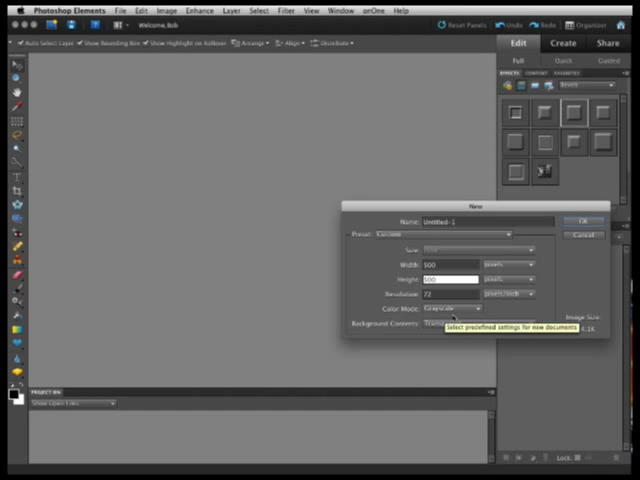 Photoshop Elements File Edit Image Enhance Layer Select Filter View Window onOne Help
Welcome, Bob Reset Panels Undo Redo Organizer
Auto Select Layer Show Bounding Box Show Highlight on Rollover Arrange Align Distribute
Edit Create Share
Full Quick Guided
EFFECTS CONTENT FAVORITES
Bevels
New
Name: Untitled-1 OK
Preset: Custom Cancel
Size:
Width: 500 pixels
Height: 500 pixels
Resolution: 72 pixels/inch
Color Mode: Grayscale
Image Size:
Background Contents:
Select predefined settings for new documents
PROJECT BIN
Show Open Files
Lock: